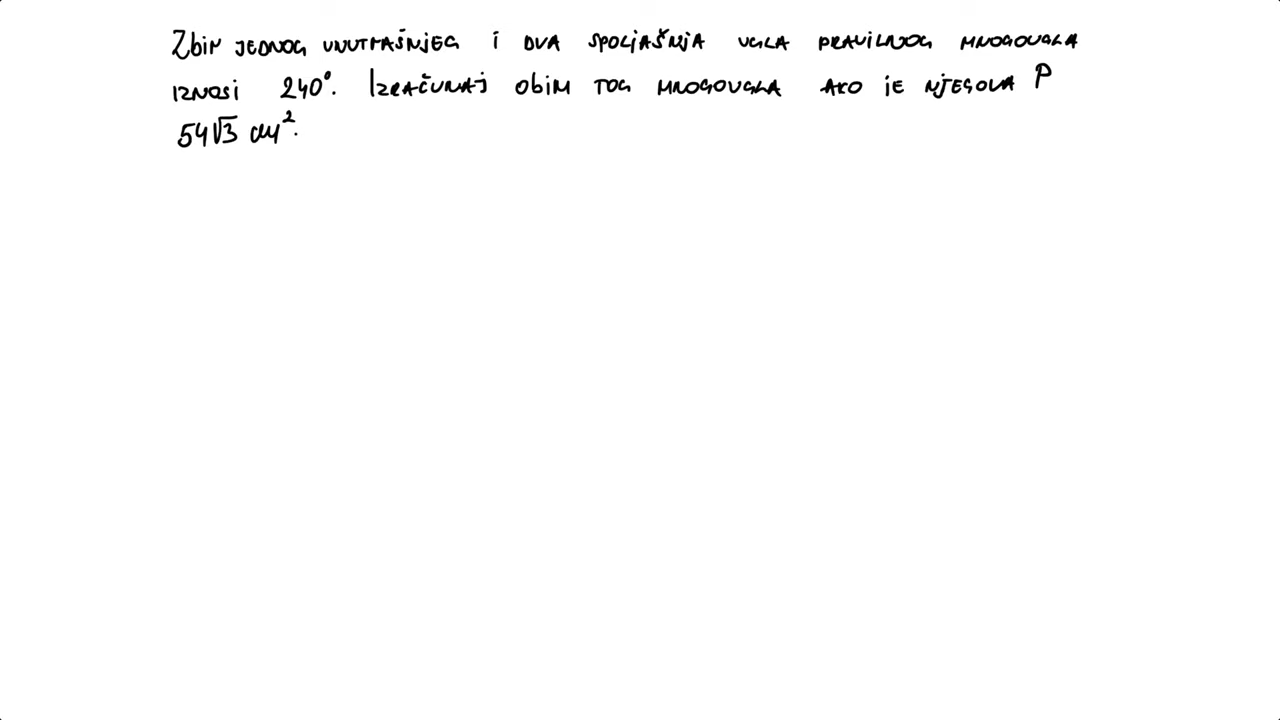 Zbir jednog unutrašnjeg i dva spoljašnja ugla pravilnog mnogougla
iznosi 240°. Izračunaj obim tog mnogougla ako je njegova P
54√3 cm².